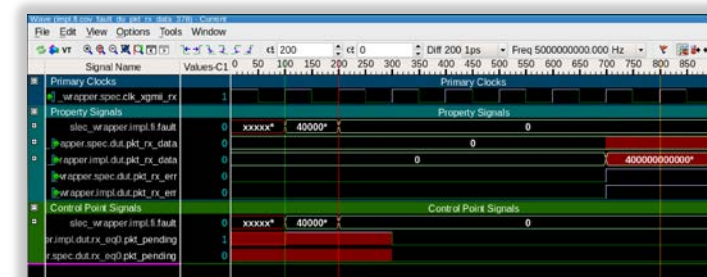 Wave (impl.fi.cov_fault_du_pkt_rx_data_378) - Current
File Edit View Options Tools Window
VT ct 200 ct 0 Diff 200 1ps Freq 5000000000.000 Hz
Signal Name Values-C1 0 50 100 150 200 250 300 350 400 450 500 550 600 650 700 750 800 850
Primary Clocks Primary Clocks
_wrapper.spec.clk_xgmii_rx 1
Property Signals Property Signals
slec_wrapper.impl.fi.fault 0 xxxxx* 40000* 0
apper.spec.dut.pkt_rx_data 0 0
rapper.impl.dut.pkt_rx_data 0 0 400000000000*
wrapper.spec.dut.pkt_rx_err 0
wrapper.impl.dut.pkt_rx_err 0
Control Point Signals Control Point Signals
slec_wrapper.impl.fi.fault 0 xxxxx* 40000* 0
er.impl.dut.rx_eq0.pkt_pending 1
r.spec.dut.rx_eq0.pkt_pending 0